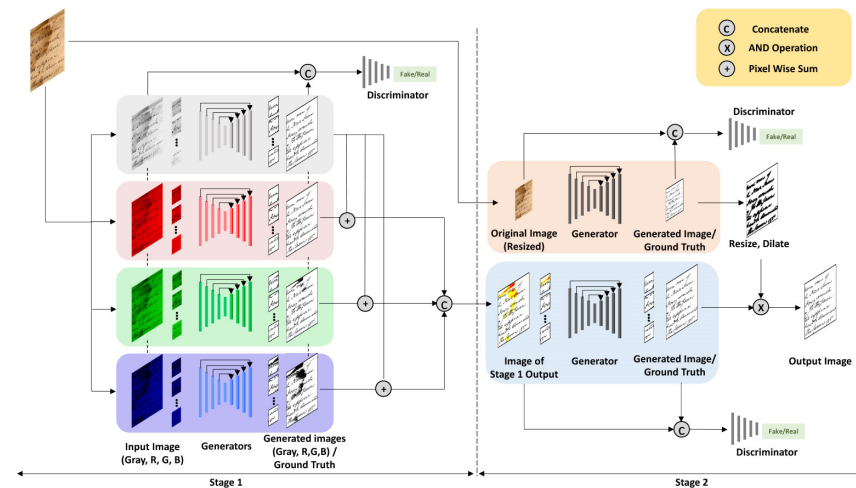 C
Concatenate
X
AND Operation
+
Pixel Wise Sum
C
Fake/Real
Discriminator
+
+
C
+
Input Image
(Gray, R, G, B)
Generators
Generated images
(Gray, R,G,B) /
Ground Truth
Stage 1
Discriminator
C
Fake/Real
Original Image
(Resized)
Generator
Generated Image/
Ground Truth
Resize, Dilate
X
Image of
Stage 1 Output
Generator
Generated Image/
Ground Truth
Output Image
C
Fake/Real
Discriminator
Stage 2